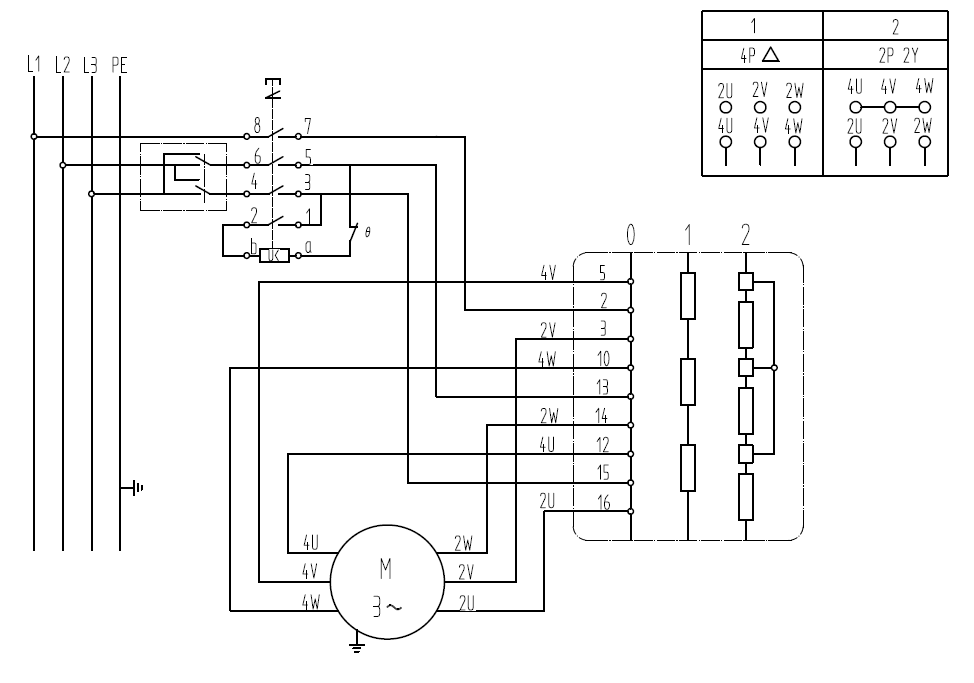 1 2
4P △ 2P 2Y
2U 2V 2W 4U 4V 4W
4U 4V 4W 2U 2V 2W
L1 L2 L3 PE
8 7
6 5
4 3
2 1
b U< a
θ
0 1 2
4V 5
2
2V 3
4W 10
13
2W 14
4U 12
15
2U 16
4U 2W
4V M 2V
4W 3~ 2U